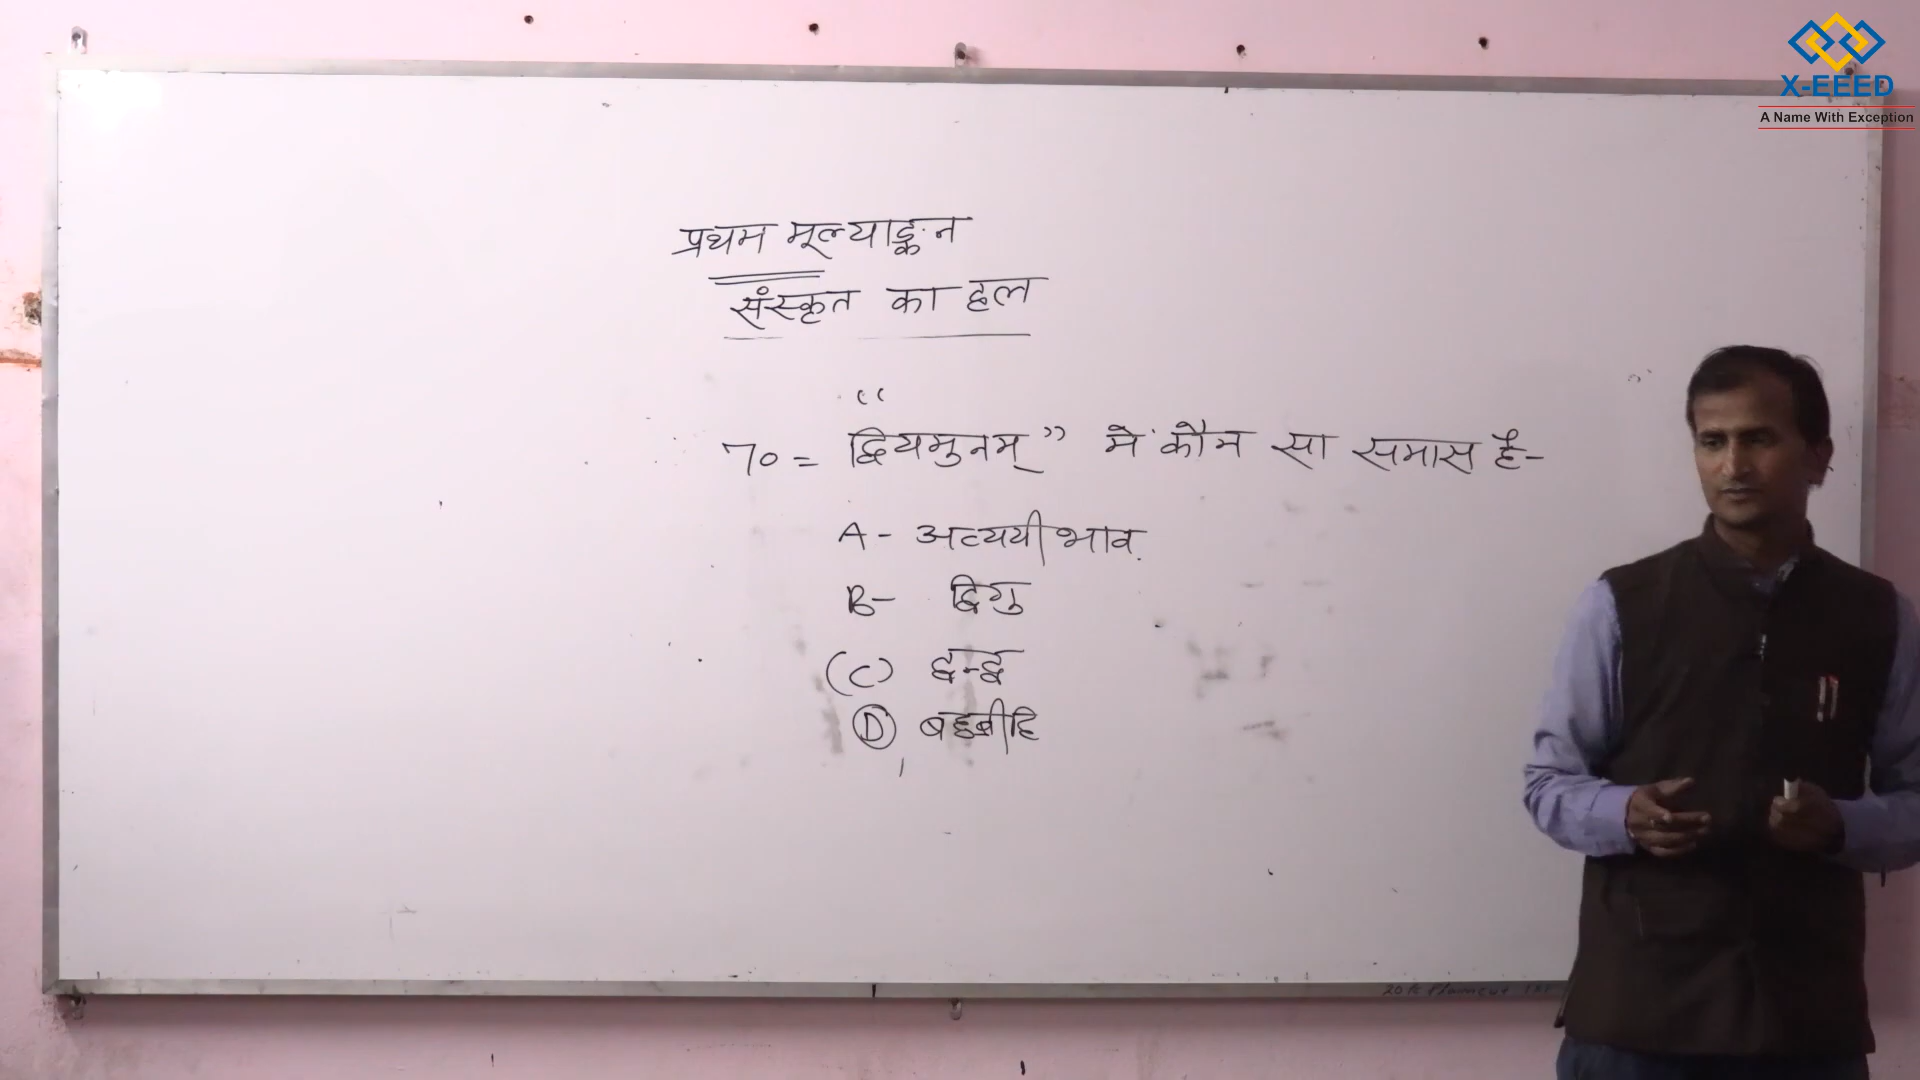 X-EEED
A Name With Exception
प्रथम मूल्याङ्कन
संस्कृत का हल
70 = "द्वियमुनम्" में कौन सा समास है-
A- अव्ययीभाव
B- द्विगु
(C) द्वन्द्व
D बहुव्रीहि